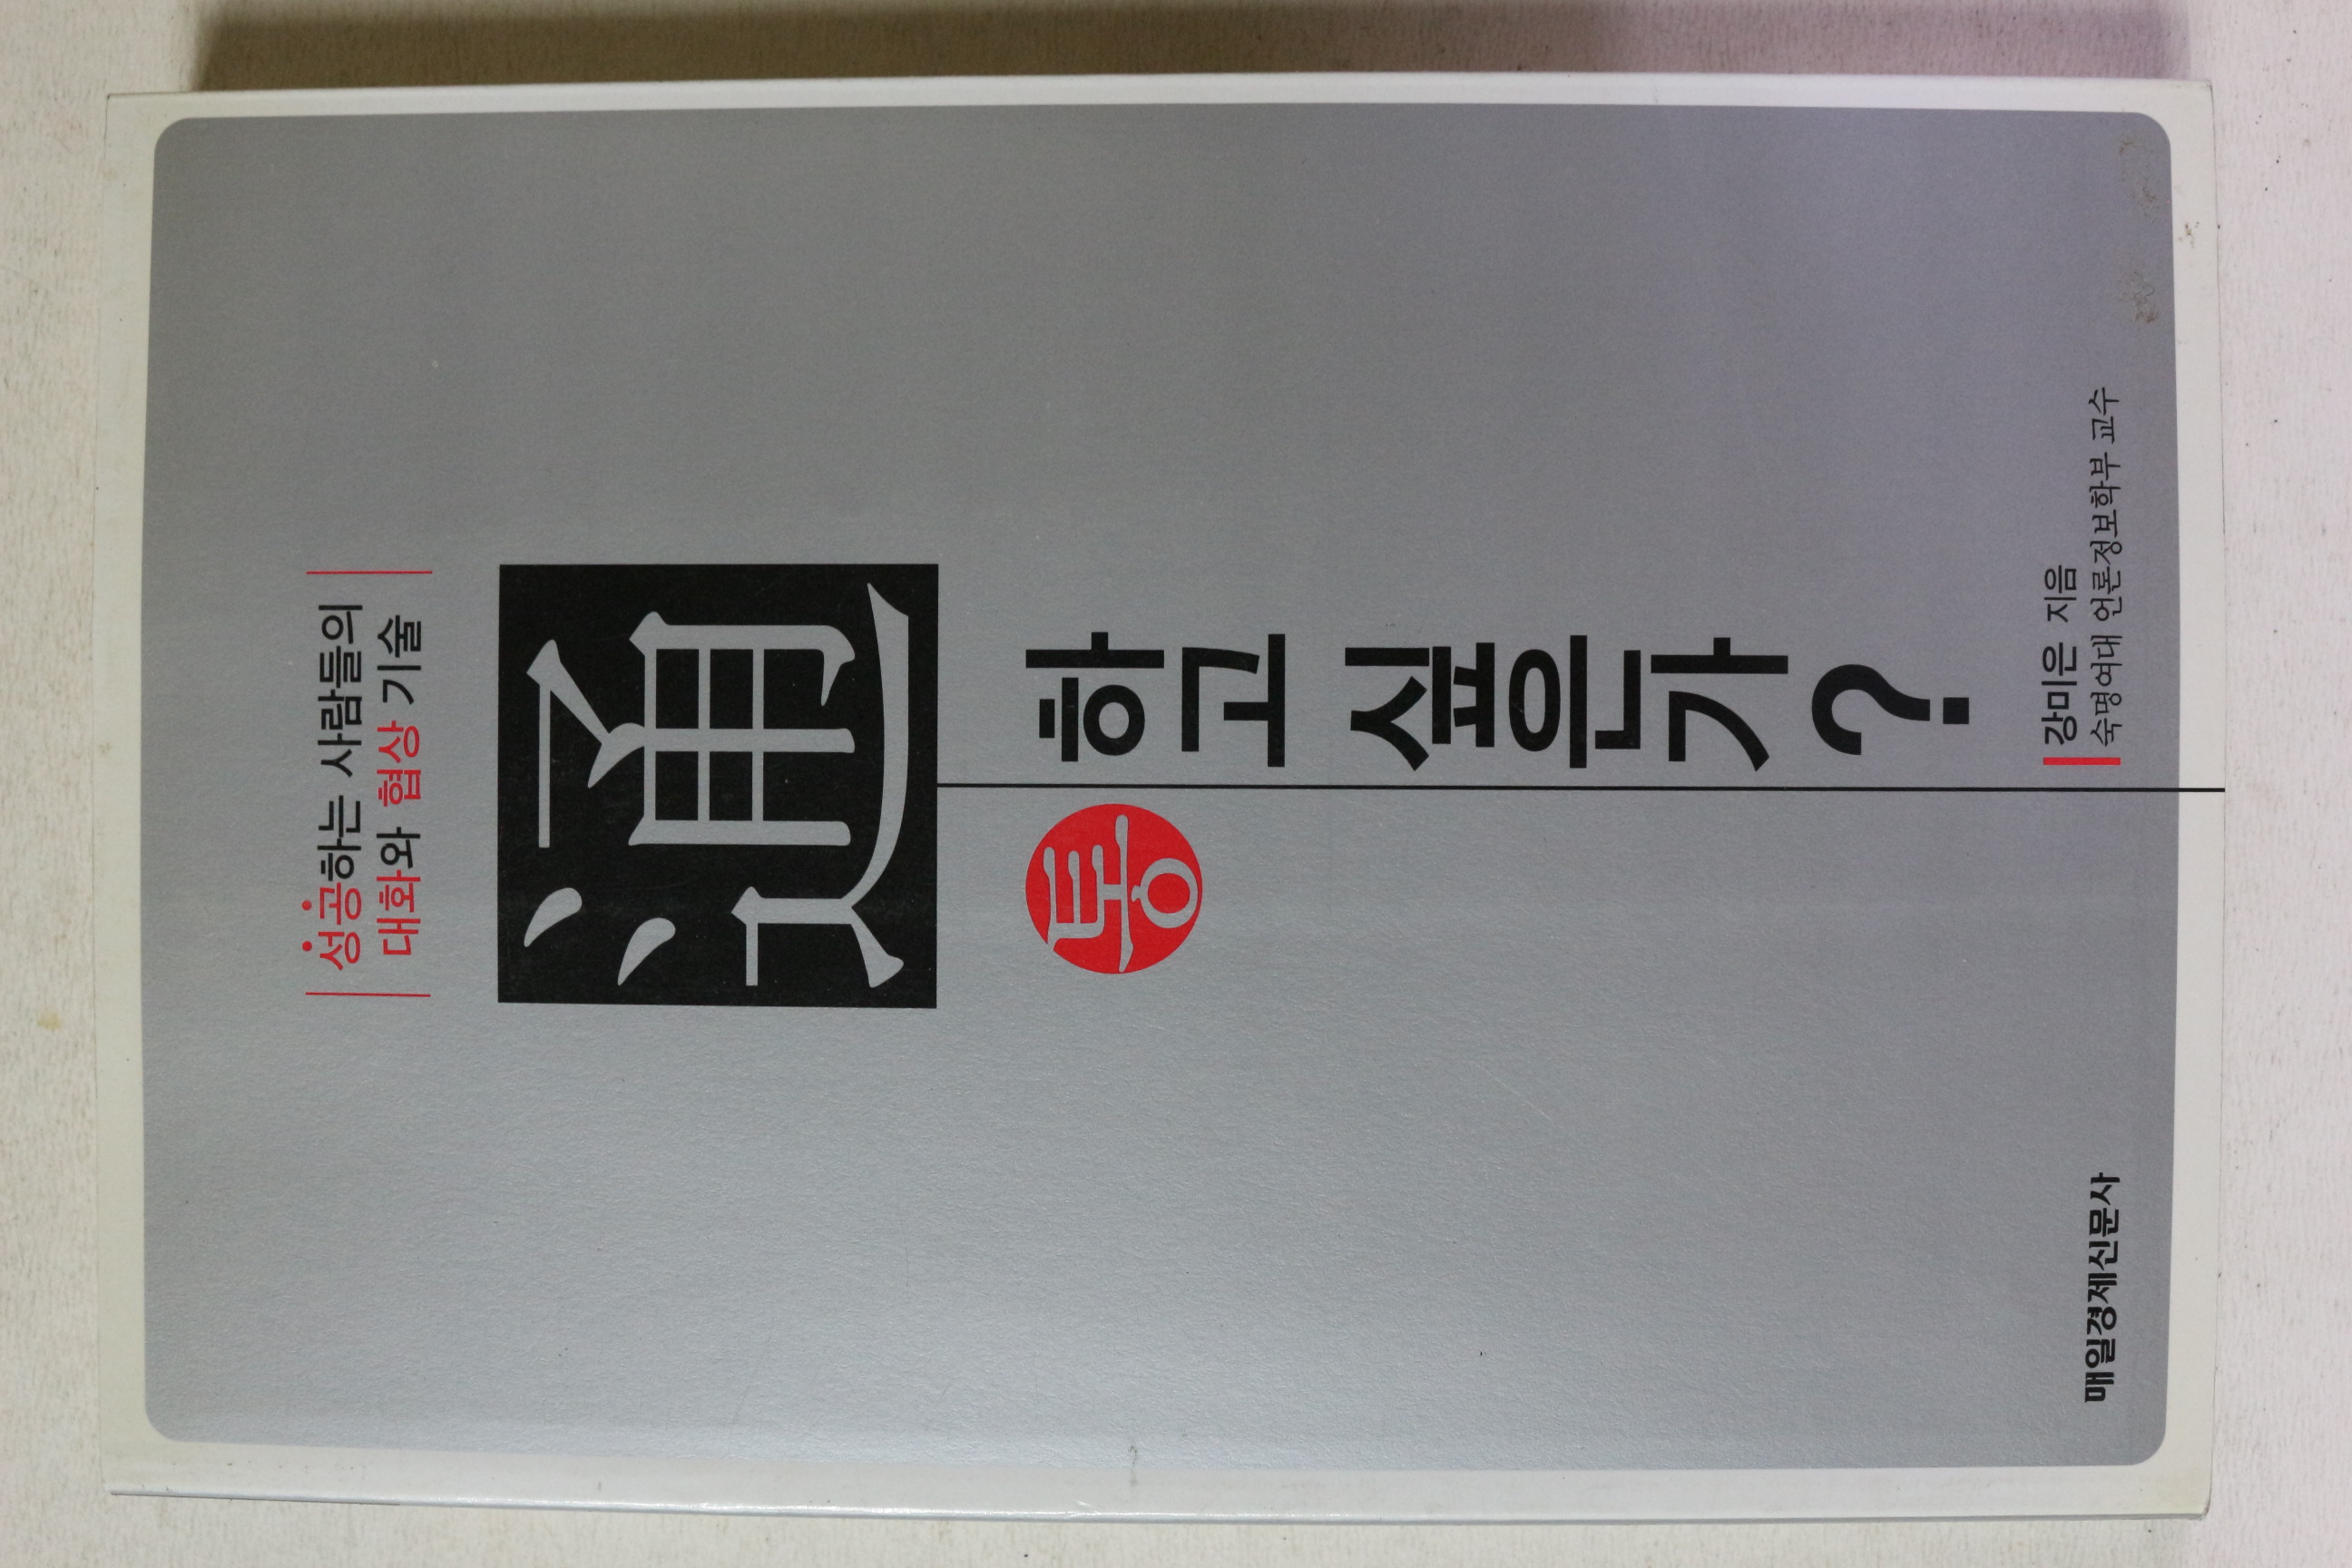 성공하는 사람들의
대화와 협상 기술
通
통
하고
싶은가?
강미은 지음
숙명여대 언론정보학부 교수
매일경제신문사